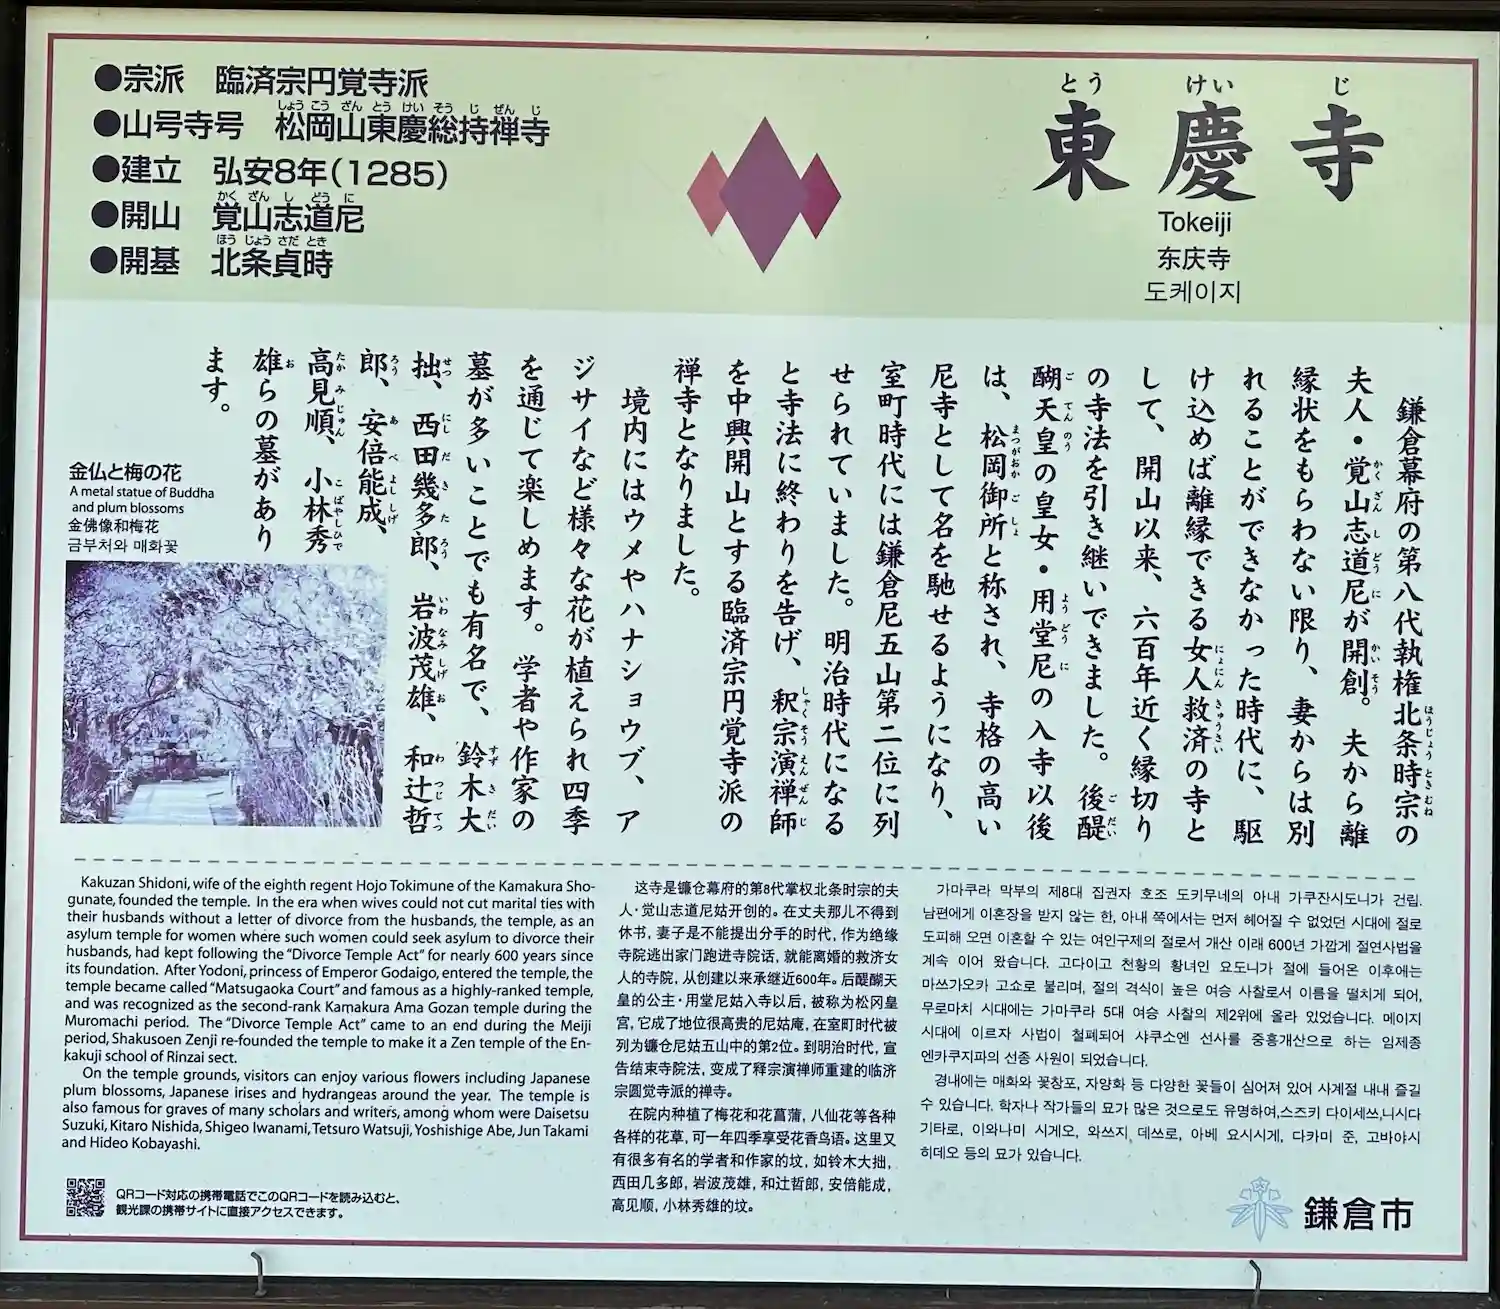 東慶寺
とう けい じ
Tokeiji
东庆寺
도케이지
●宗派 臨済宗円覚寺派
●山号寺号 松岡山東慶総持禅寺
しょう こう ざん とう けい そう じ ぜん じ
●建立 弘安8年(1285)
●開山 覚山志道尼
かく ざん し どう に
●開基 北条貞時
ほう じょう さだ とき
鎌倉幕府の第八代執権北条時宗の
夫人・覚山志道尼が開創。夫から離
縁状をもらわない限り、妻からは別
れることができなかった時代に、駆
け込めば離縁できる女人救済の寺と
して、開山以来、六百年近く縁切り
の寺法を引き継いできました。後醍
醐天皇の皇女・用堂尼の入寺以後
は、松岡御所と称され、寺格の高い
尼寺として名を馳せるようになり、
室町時代には鎌倉尼五山第二位に列
せられていました。明治時代になる
と寺法に終わりを告げ、釈宗演禅師
を中興開山とする臨済宗円覚寺派の
禅寺となりました。
境内にはウメやハナショウブ、ア
ジサイなど様々な花が植えられ四季
を通じて楽しめます。学者や作家の
墓が多いことでも有名で、鈴木大
拙、西田幾多郎、岩波茂雄、和辻哲
郎、安倍能成、
高見順、小林秀
雄らの墓があり
ます。
金仏と梅の花
A metal statue of Buddha
and plum blossoms
金佛像和梅花
금부처와 매화꽃
Kakuzan Shidoni, wife of the eighth regent Hojo Tokimune of the Kamakura Sho-
gunate, founded the temple. In the era when wives could not cut marital ties with
their husbands without a letter of divorce from the husbands, the temple, as an
asylum temple for women where such women could seek asylum to divorce their
husbands, had kept following the "Divorce Temple Act" for nearly 600 years since
its foundation. After Yodoni, princess of Emperor Godaigo, entered the temple, the
temple became called "Matsugaoka Court" and famous as a highly-ranked temple,
and was recognized as the second-rank Kamakura Ama Gozan temple during the
Muromachi period. The "Divorce Temple Act" came to an end during the Meiji
period, Shakusoen Zenji re-founded the temple to make it a Zen temple of the En-
kakuji school of Rinzai sect.
On the temple grounds, visitors can enjoy various flowers including Japanese
plum blossoms, Japanese irises and hydrangeas around the year. The temple is
also famous for graves of many scholars and writers, among whom were Daisetsu
Suzuki, Kitaro Nishida, Shigeo Iwanami, Tetsuro Watsuji, Yoshishige Abe, Jun Takami
and Hideo Kobayashi.
这寺是镰仓幕府的第8代掌权北条时宗的夫
人·觉山志道尼姑开创的。在丈夫那儿不得到
休书，妻子是不能提出分手的时代，作为绝缘
寺院逃出家门跑进寺院话，就能离婚的救济女
人的寺院，从创建以来承继近600年。后醍醐天
皇的公主·用堂尼姑入寺以后，被称为松冈皇
宫，它成了地位很高贵的尼姑庵，在室町时代被
列为镰仓尼姑五山中的第2位。到明治时代，宣
告结束寺院法，变成了释宗演禅师重建的临济
宗圆觉寺派的禅寺。
在院内种植了梅花和花菖蒲，八仙花等各种
各样的花草，可一年四季享受花香鸟语。这里又
有很多有名的学者和作家的坟，如铃木大拙，
西田几多郎，岩波茂雄，和辻哲郎，安倍能成，
高见顺，小林秀雄的坟。
가마쿠라 막부의 제8대 집권자 호조 도키무네의 아내 가쿠잔시도니가 건립.
남편에게 이혼장을 받지 않는 한, 아내 쪽에서는 먼저 헤어질 수 없었던 시대에 절로
도피해 오면 이혼할 수 있는 여인구제의 절로서 개산 이래 600년 가깝게 절연사법을
계속 이어 왔습니다. 고다이고 천황의 황녀인 요도니가 절에 들어온 이후에는
마쓰가오카 고쇼로 불리며, 절의 격식이 높은 여승 사찰로서 이름을 떨치게 되어,
무로마치 시대에는 가마쿠라 5대 여승 사찰의 제2위에 올라 있었습니다. 메이지
시대에 이르자 사법이 철폐되어 샤쿠소엔 선사를 중흥개산으로 하는 임제종
엔카쿠지파의 선종 사원이 되었습니다.
경내에는 매화와 꽃창포, 자양화 등 다양한 꽃들이 심어져 있어 사계절 내내 즐길
수 있습니다. 학자나 작가들의 묘가 많은 것으로도 유명하여,스즈키 다이세쓰,니시다
기타로, 이와나미 시게오, 와쓰지 데쓰로, 아베 요시시게, 다카미 준, 고바야시
히데오 등의 묘가 있습니다.
QRコード対応の携帯電話でこのQRコードを読み込むと、
観光課の携帯サイトに直接アクセスできます。
鎌倉市